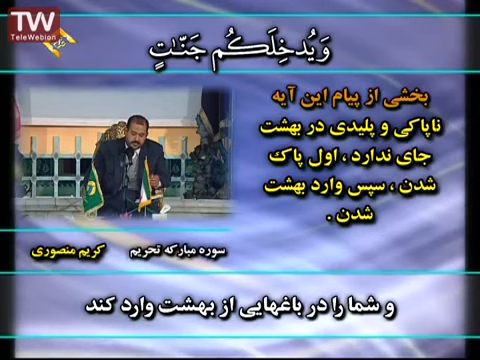 TW
TeleWebion
وَيُدخِلَكُم جَنَّـٰتٍ
بخشی از پیام این آیه
ناپاکی و پلیدی در بهشت
جای ندارد ، اول پاک
شدن ، سپس وارد بهشت
شدن .
سوره مبارکه تحریم
کریم منصوری
و شما را در باغهایی از بهشت وارد کند